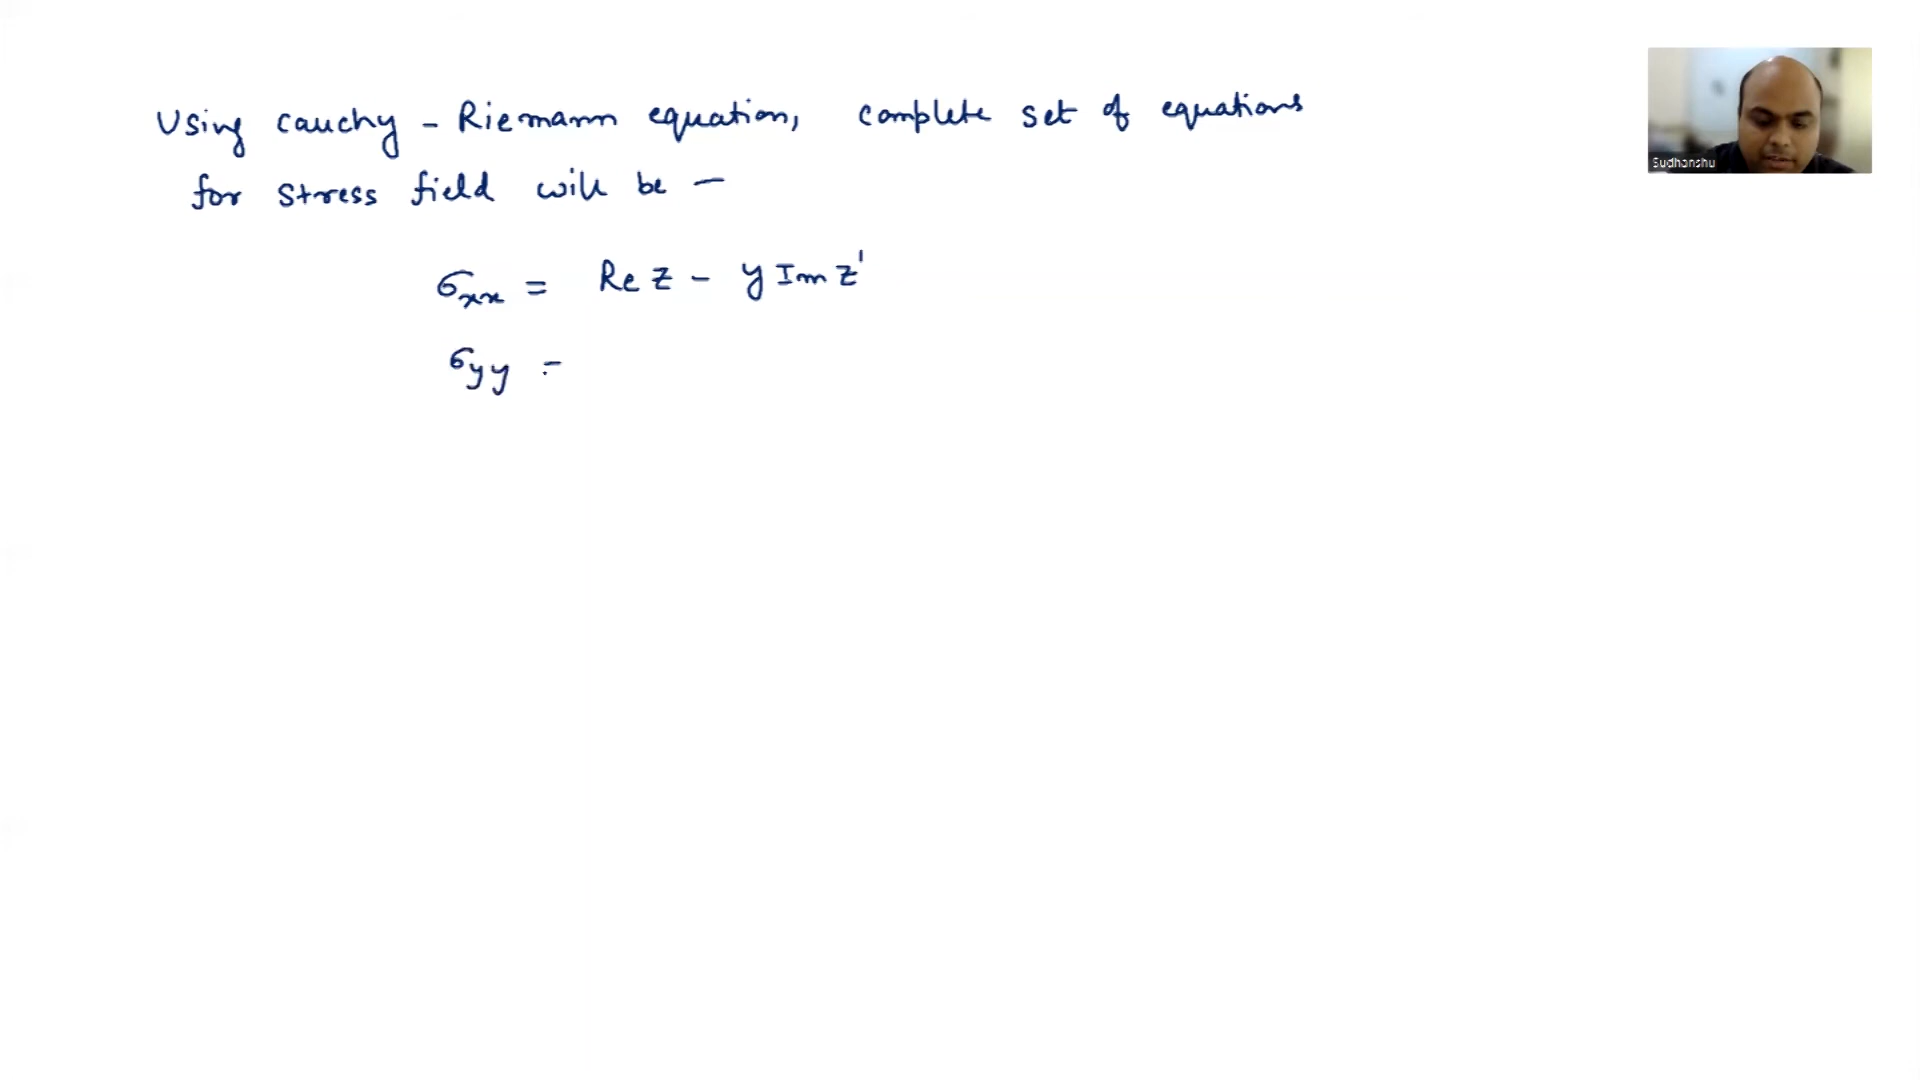 Using Cauchy - Riemann equation, complete set of equations
for stress field will be -
σxx = Re z - y Im z'
σyy =
Sudhanshu